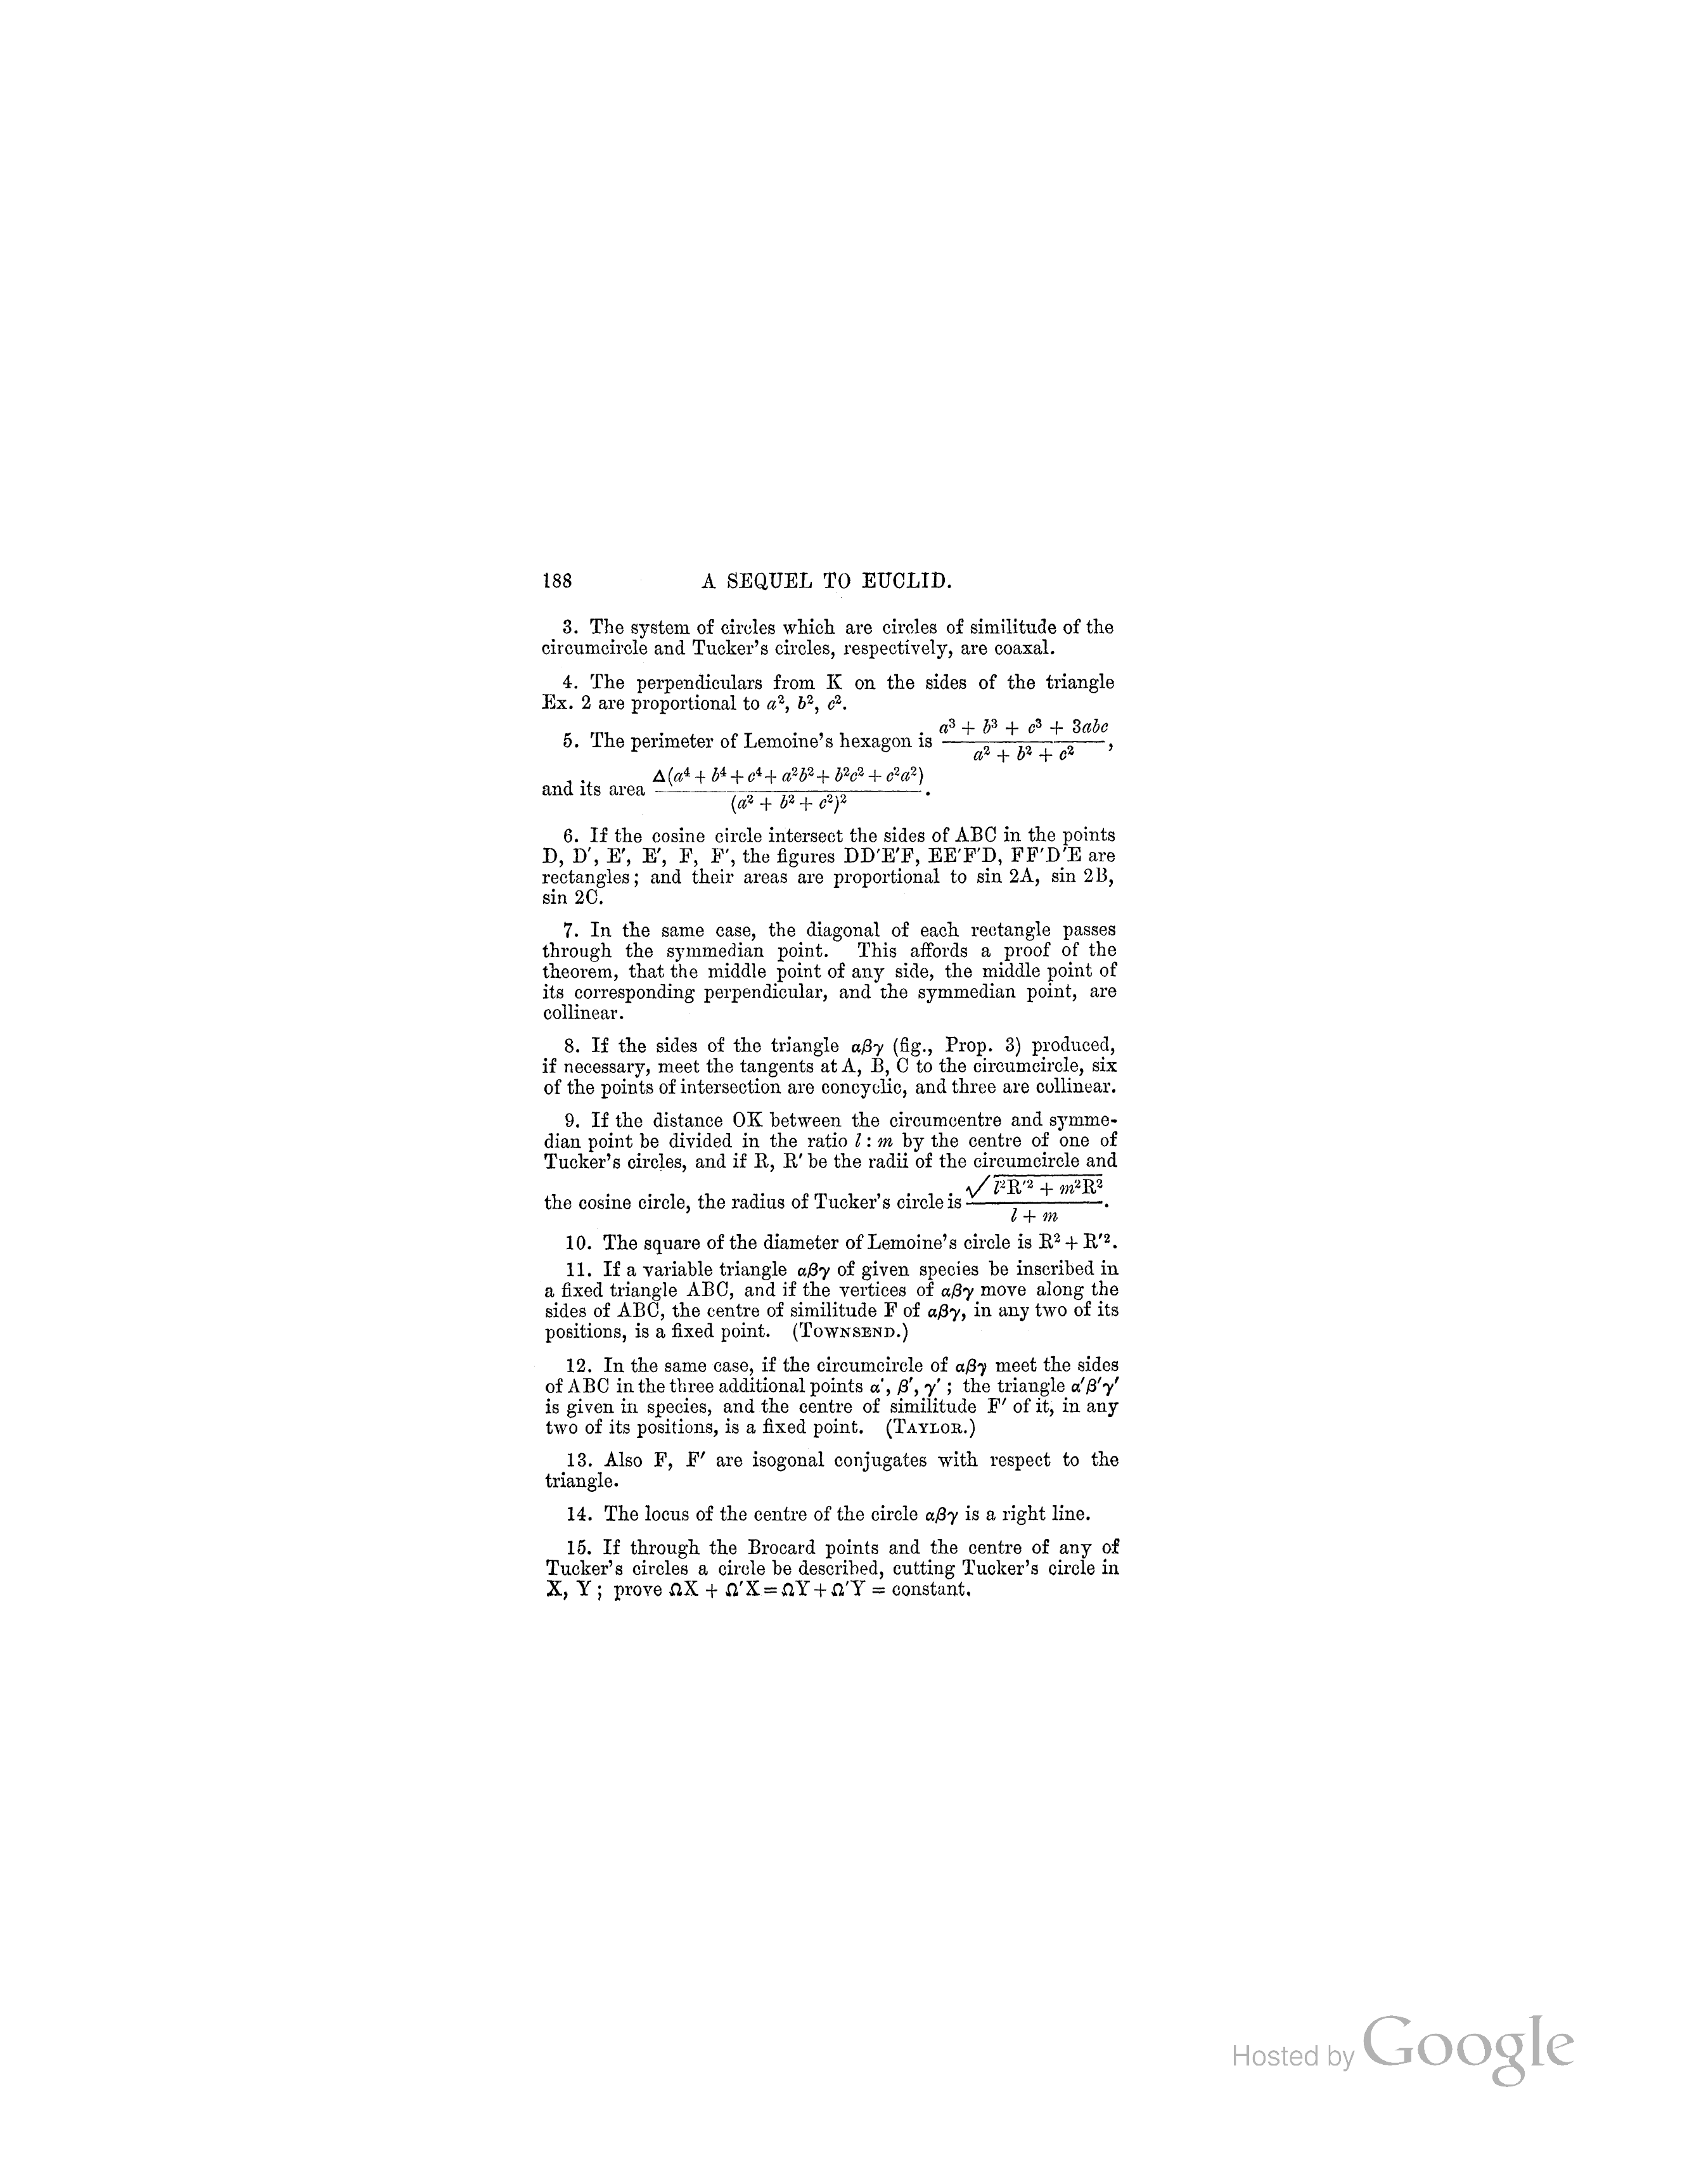 188 A SEQUEL TO EUCLID.
3. The system of circles which are circles of similitude of the
circumcircle and Tucker's circles, respectively, are coaxal.
4. The perpendiculars from K on the sides of the triangle
Ex. 2 are proportional to a², b², c².
5. The perimeter of Lemoine's hexagon is (a³ + b³ + c³ + 3abc)/(a² + b² + c²),
and its area Δ(a⁴ + b⁴ + c⁴ + a²b² + b²c² + c²a²)/(a² + b² + c²)².
6. If the cosine circle intersect the sides of ABC in the points
D, D′, E′, E′, F, F′, the figures DD′E′F, EE′F′D, FF′D′E are
rectangles; and their areas are proportional to sin 2A, sin 2B,
sin 2C.
7. In the same case, the diagonal of each rectangle passes
through the symmedian point. This affords a proof of the
theorem, that the middle point of any side, the middle point of
its corresponding perpendicular, and the symmedian point, are
collinear.
8. If the sides of the triangle αβγ (fig., Prop. 3) produced,
if necessary, meet the tangents at A, B, C to the circumcircle, six
of the points of intersection are concyclic, and three are collinear.
9. If the distance OK between the circumcentre and symme-
dian point be divided in the ratio l : m by the centre of one of
Tucker's circles, and if R, R′ be the radii of the circumcircle and
the cosine circle, the radius of Tucker's circle is √(l²R′² + m²R²)/(l + m).
10. The square of the diameter of Lemoine's circle is R² + R′².
11. If a variable triangle αβγ of given species be inscribed in
a fixed triangle ABC, and if the vertices of αβγ move along the
sides of ABC, the centre of similitude F of αβγ, in any two of its
positions, is a fixed point. (TOWNSEND.)
12. In the same case, if the circumcircle of αβγ meet the sides
of ABC in the three additional points α′, β′, γ′ ; the triangle α′β′γ′
is given in species, and the centre of similitude F′ of it, in any
two of its positions, is a fixed point. (TAYLOR.)
13. Also F, F′ are isogonal conjugates with respect to the
triangle.
14. The locus of the centre of the circle αβγ is a right line.
15. If through the Brocard points and the centre of any of
Tucker's circles a circle be described, cutting Tucker's circle in
X, Y ; prove ΩX + Ω′X = ΩY + Ω′Y = constant.
Hosted by Google